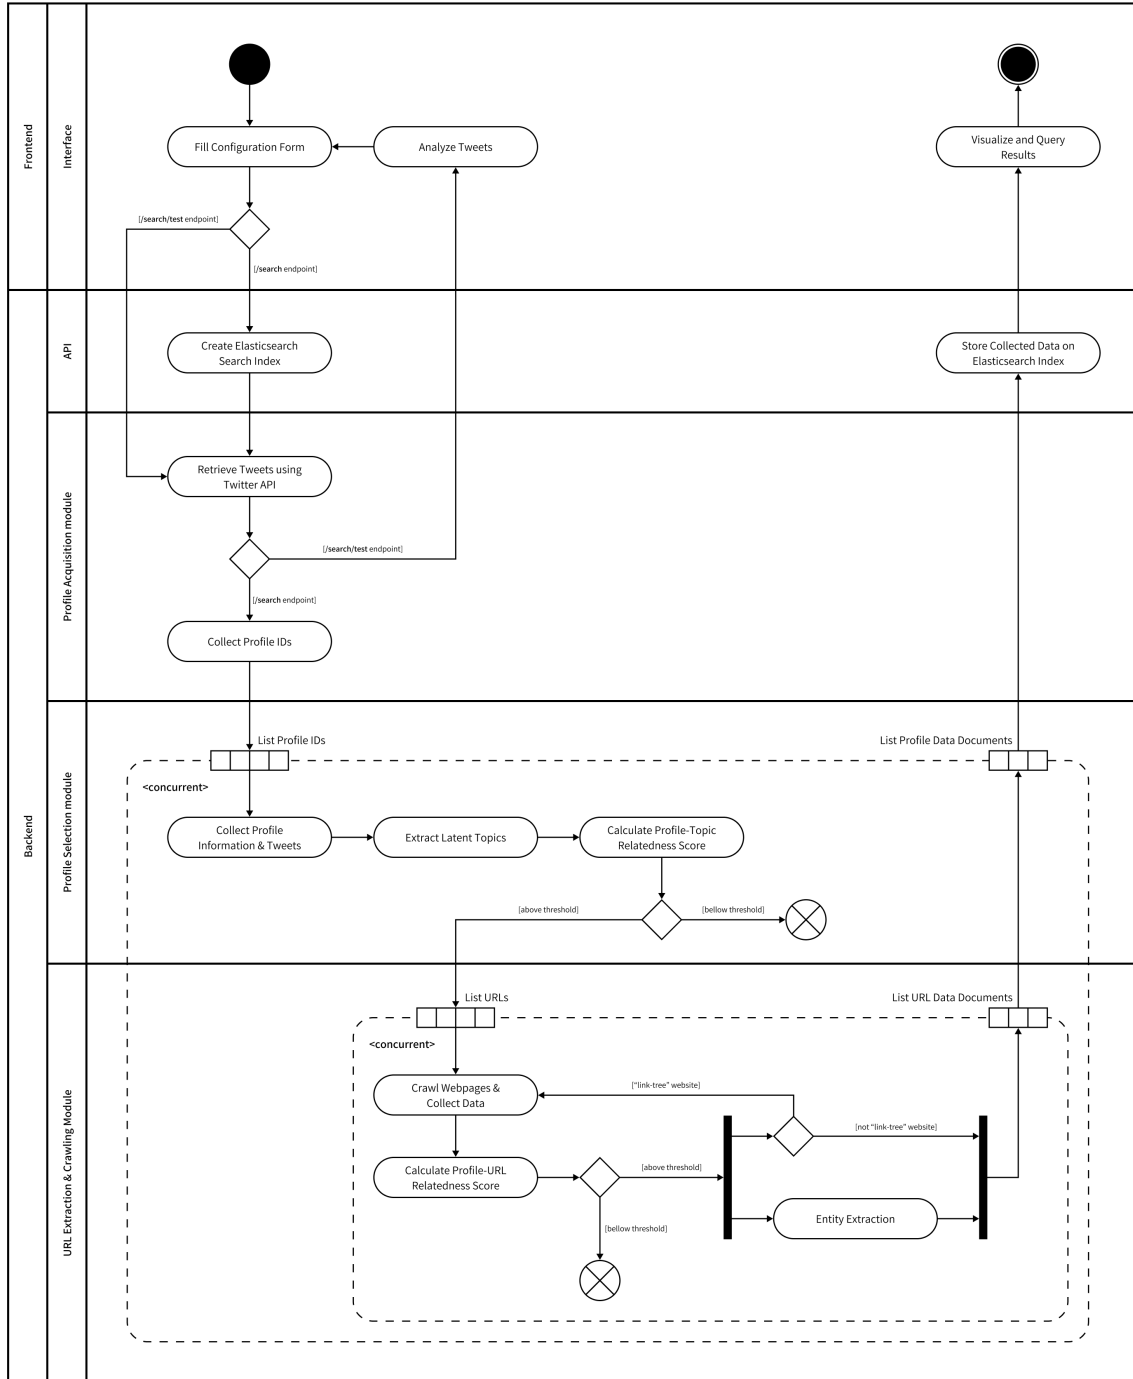 Frontend
Interface
Fill Configuration Form
Analyze Tweets
Visualize and Query
Results
[/search/test endpoint]
[/search endpoint]
Backend
API
Create Elasticsearch
Search Index
Store Collected Data on
Elasticsearch Index
Profile Acquisition module
Retrieve Tweets using
Twitter API
[/search/test endpoint]
[/search endpoint]
Collect Profile IDs
Profile Selection module
List Profile IDs
List Profile Data Documents
<concurrent>
Collect Profile
Information & Tweets
Extract Latent Topics
Calculate Profile-Topic
Relatedness Score
[above threshold]
[bellow threshold]
URL Extraction & Crawling Module
List URLs
List URL Data Documents
<concurrent>
Crawl Webpages &
Collect Data
["link-tree" website]
[not "link-tree" website]
Calculate Profile-URL
Relatedness Score
[above threshold]
[bellow threshold]
Entity Extraction